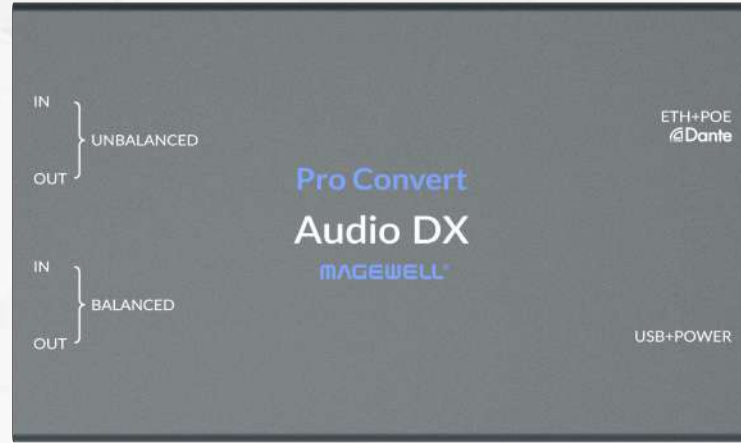 IN
UNBALANCED
OUT
IN
BALANCED
OUT
Pro Convert
Audio DX
MAGEWELL®
ETH+POE
Dante
USB+POWER